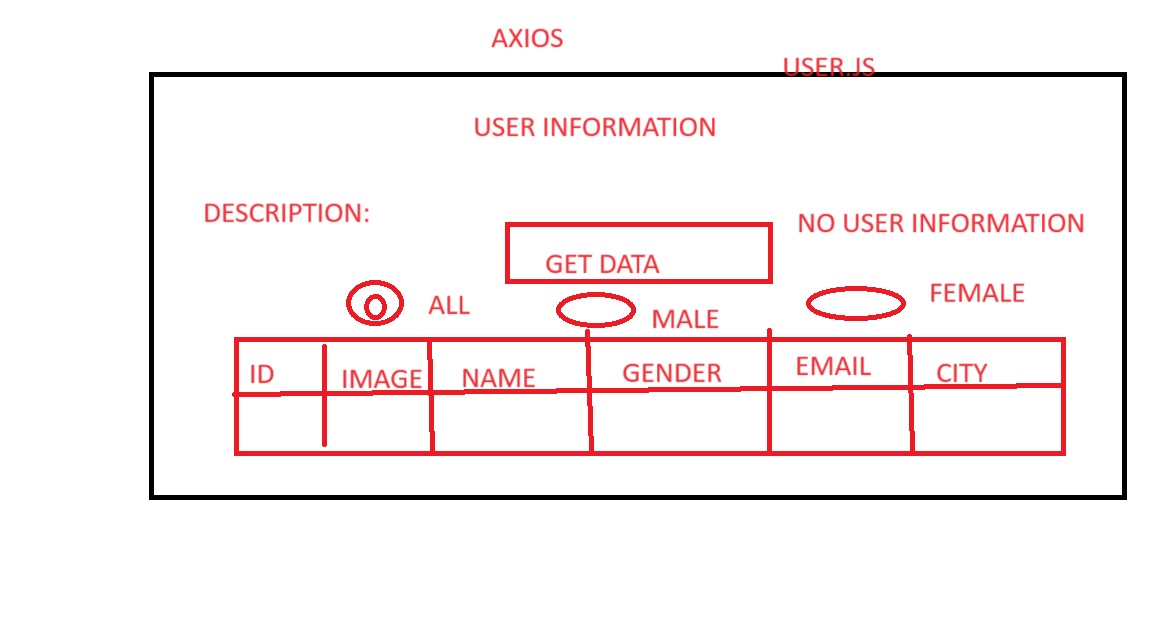 AXIOS
USER.JS
USER INFORMATION
DESCRIPTION:
NO USER INFORMATION
GET DATA
ALL
MALE
FEMALE
ID
IMAGE
NAME
GENDER
EMAIL
CITY